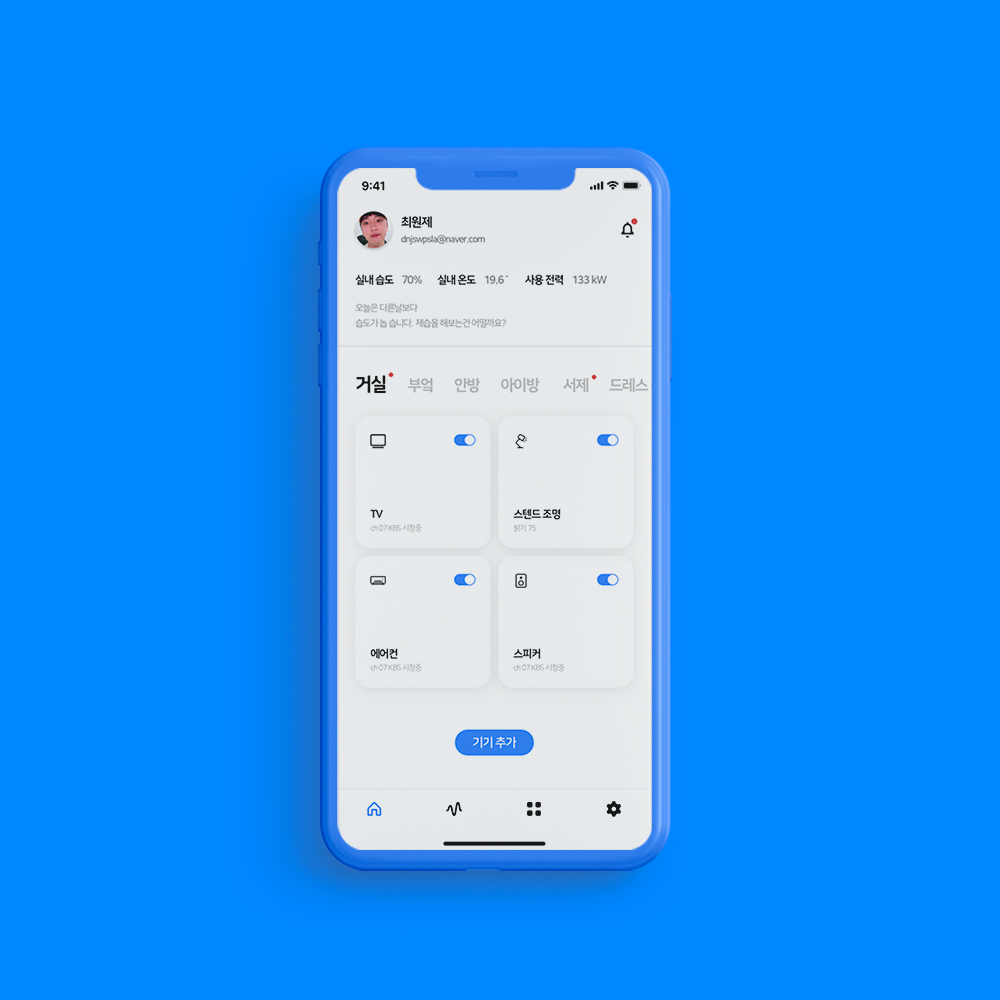 9:41
최원제
dnjswpsla@naver.com
실내 습도 70% 실내 온도 19.6° 사용 전력 133 kW
오늘은 다른날보다
습도가 높 습니다. 제습을 해보는건 어떨까요?
거실 부엌 안방 아이방 서제 드레스
TV
ch 07 KBS 시청중
스텐드 조명
밝기 75
에어컨
ch 07 KBS 시청중
스피커
ch 07 KBS 시청중
기기 추가